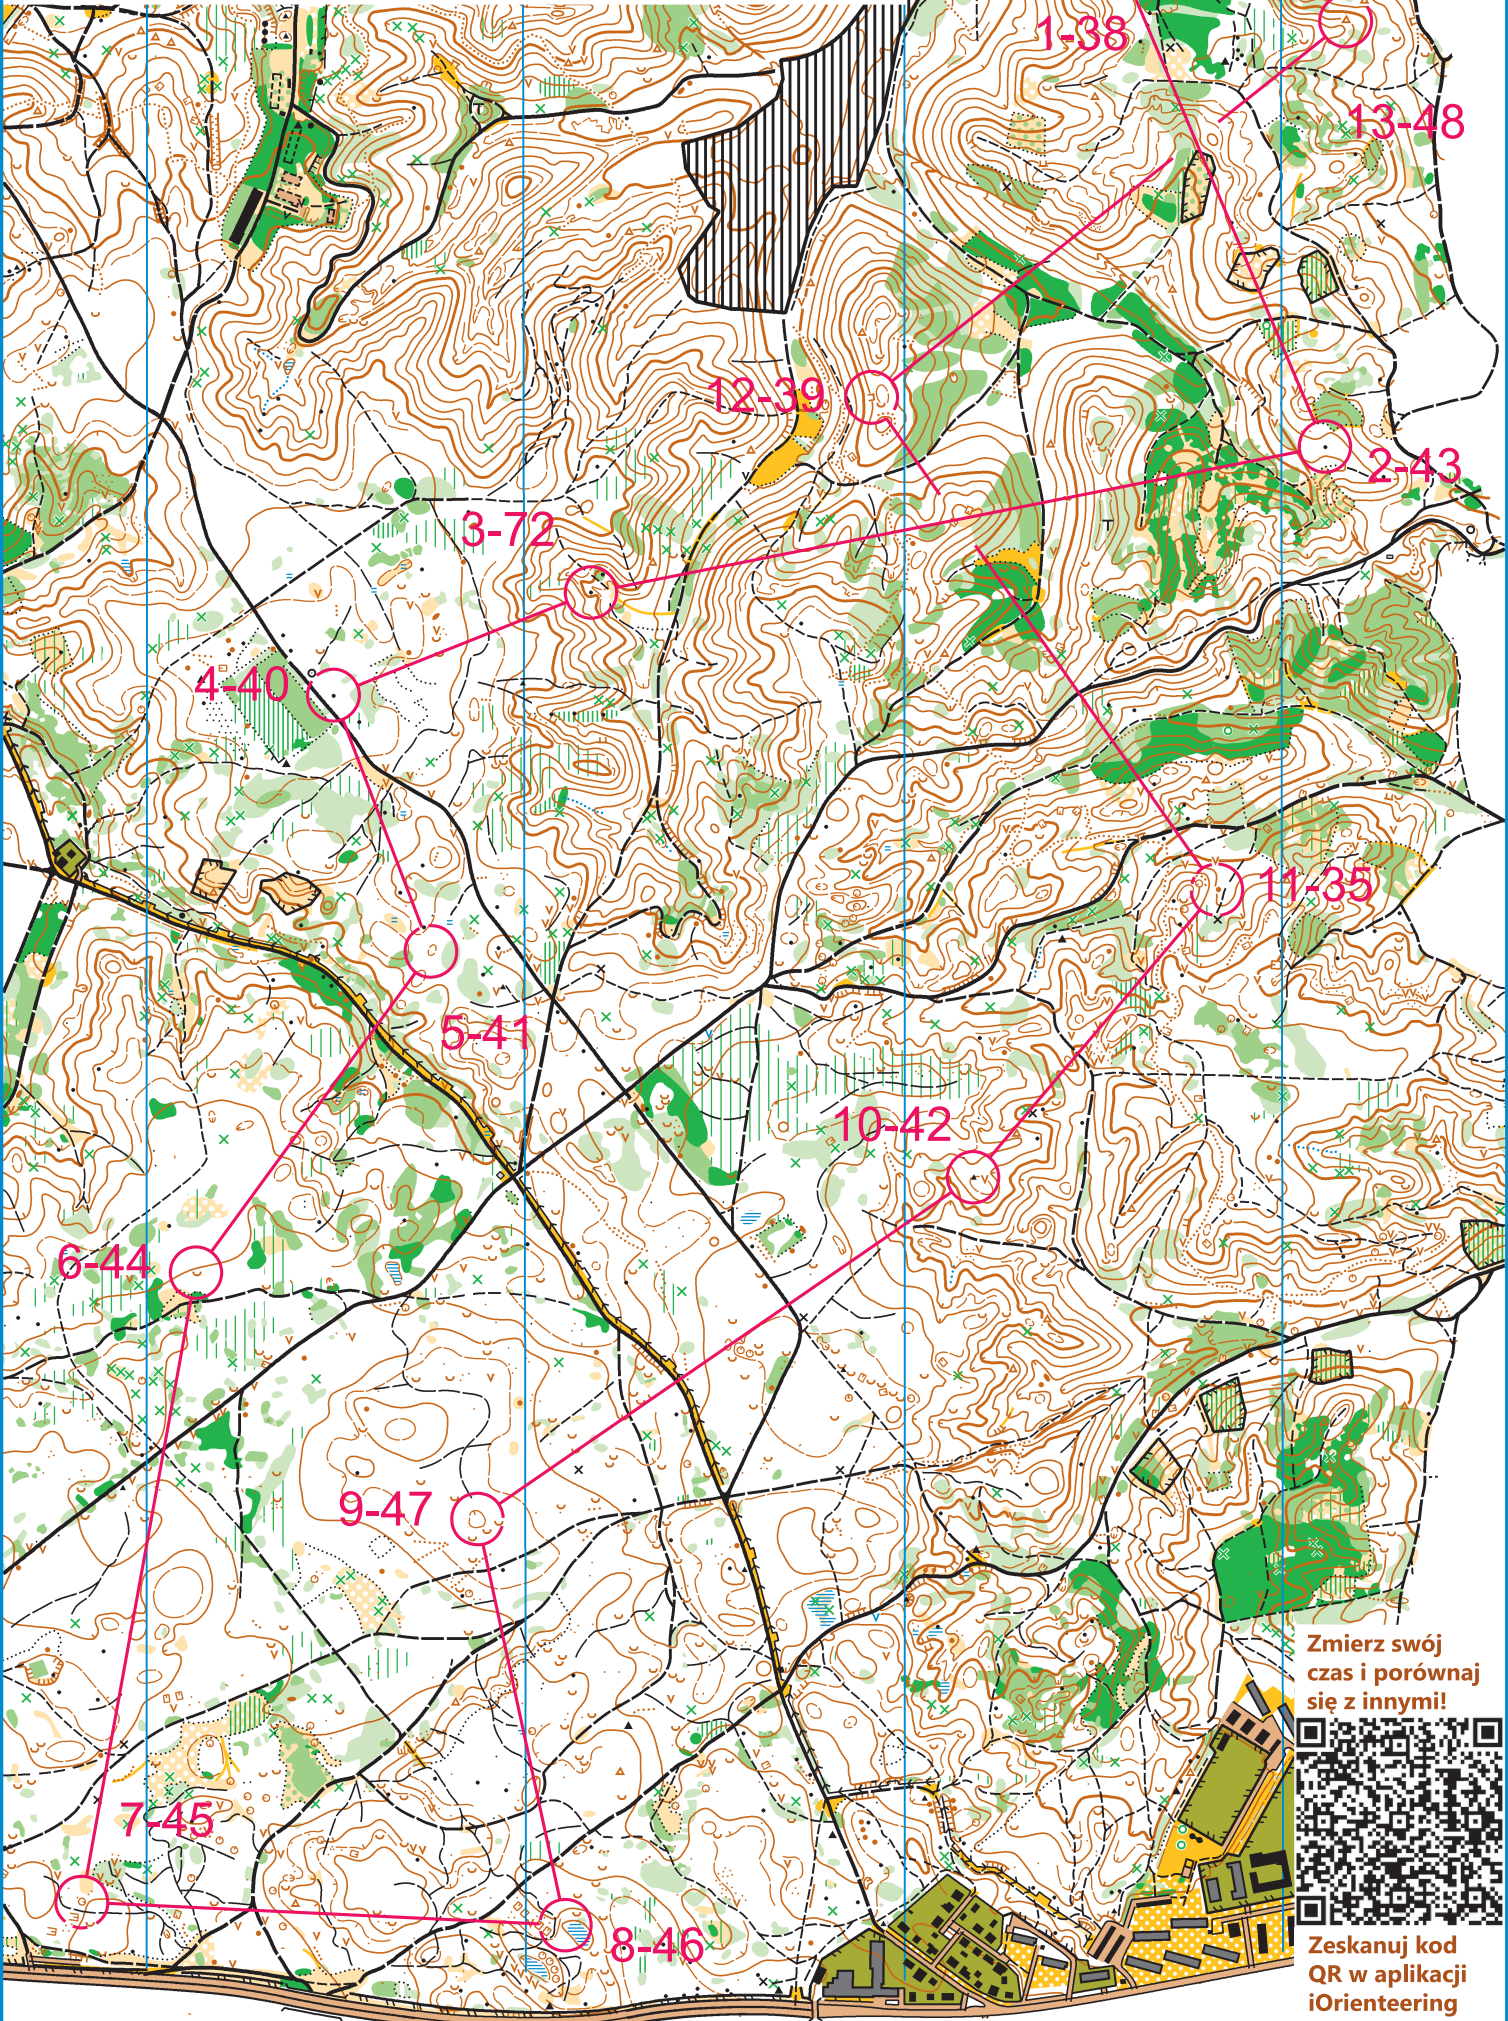 1-38
13-48
12-39
2-43
3-72
4-40
11-35
5-41
10-42
6-44
9-47
Zmierz swój
czas i porównaj
się z innymi!
7-45
8-46
Zeskanuj kod
QR w aplikacji
iOrienteering